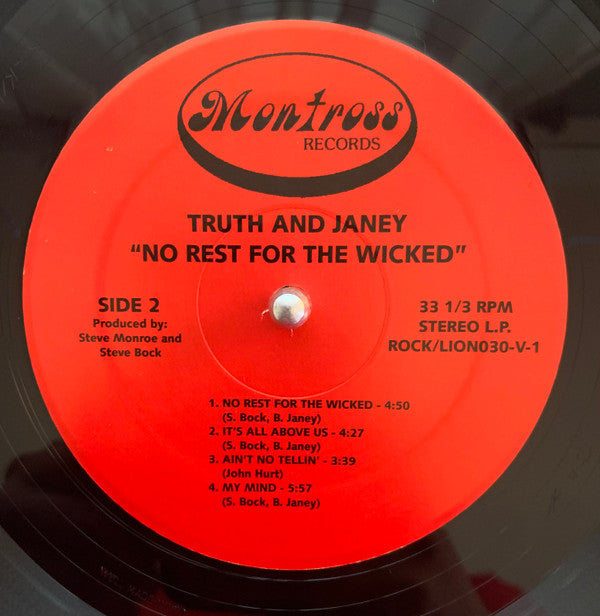 Montross
RECORDS
TRUTH AND JANEY
“NO REST FOR THE WICKED”
SIDE 2
Produced by:
Steve Monroe and
Steve Bock
33 1/3 RPM
STEREO L.P.
ROCK/LION030-V-1
1. NO REST FOR THE WICKED - 4:50
(S. Bock, B. Janey)
2. IT'S ALL ABOVE US - 4:27
(S. Bock, B. Janey)
3. AIN'T NO TELLIN' - 3:39
(John Hurt)
4. MY MIND - 5:57
(S. Bock, B. Janey)